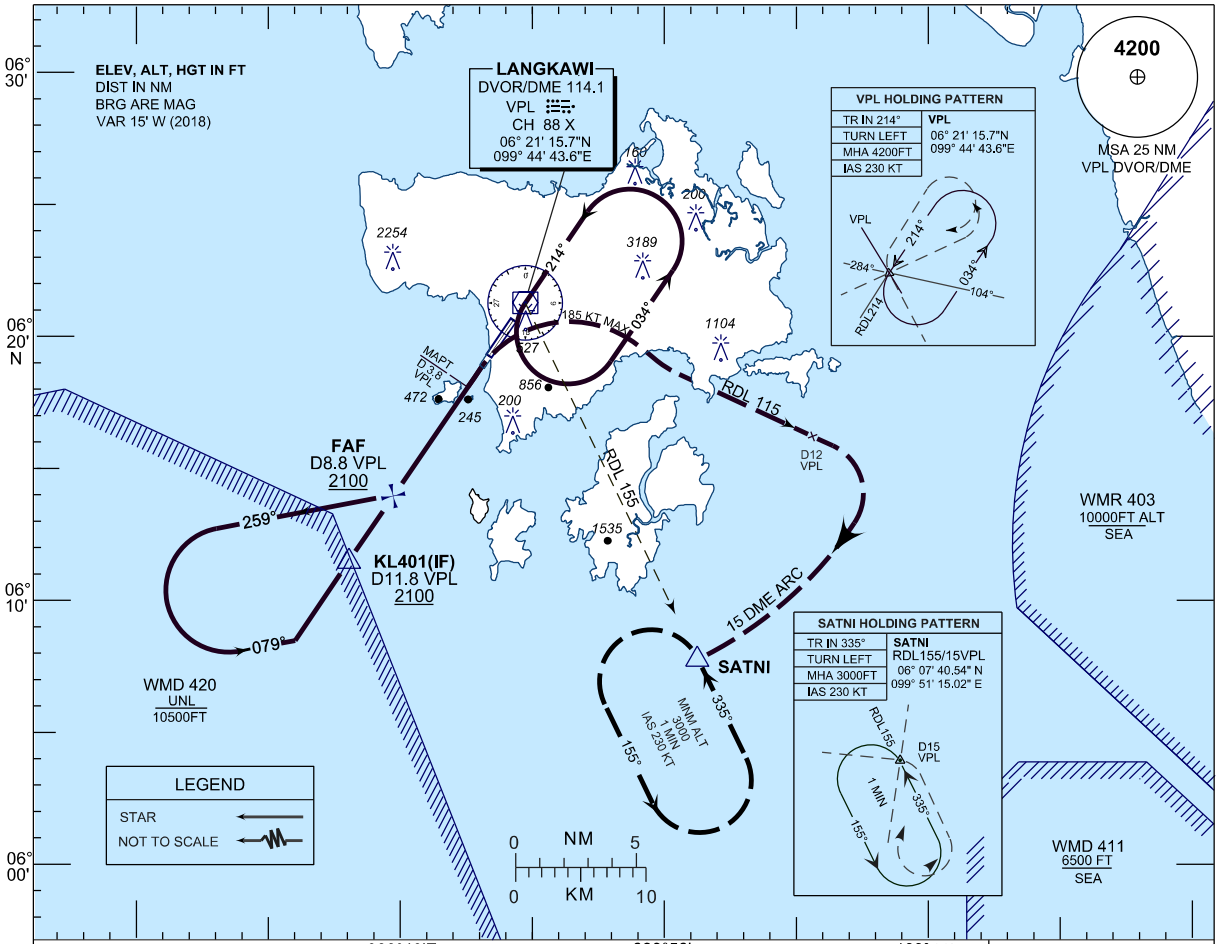 06°
30'
ELEV, ALT, HGT IN FT
DIST IN NM
BRG ARE MAG
VAR 15' W (2018)
LANGKAWI
DVOR/DME 114.1
VPL
CH 88 X
06° 21' 15.7"N
099° 44' 43.6"E
VPL HOLDING PATTERN
TR IN 214°
TURN LEFT
MHA 4200FT
IAS 230 KT
VPL
06° 21' 15.7"N
099° 44' 43.6"E
VPL
214°
284°
104°
034°
RDL214
4200
MSA 25 NM
VPL DVOR/DME
160
200
2254
3189
214°
034°
185 KT MAX
527
1104
06°
20'
N
MAPT
D3.8
VPL
472
245
856
200
RDL 115
D12
VPL
FAF
D8.8 VPL
2100
RDL 155
259°
1535
WMR 403
10000FT ALT
SEA
KL401(IF)
D11.8 VPL
2100
06°
10'
079°
15 DME ARC
SATNI
335°
155°
MNM ALT
3000
1 MIN
IAS 230 KT
SATNI HOLDING PATTERN
TR IN 335°
TURN LEFT
MHA 3000FT
IAS 230 KT
SATNI
RDL155/15VPL
06° 07' 40.54" N
099° 51' 15.02" E
RDL155
D15
VPL
1 MIN
335°
155°
WMD 420
UNL
10500FT
LEGEND
STAR
NOT TO SCALE
0 NM 5
0 KM 10
WMD 411
6500 FT
SEA
06°
00'